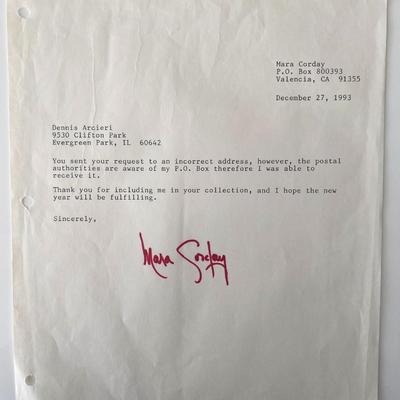 Mara Corday
P.O. Box 800393
Valencia, CA  91355
December 27, 1993
Dennis Arcieri
9530 Clifton Park
Evergreen Park, IL  60642
You sent your request to an incorrect address, however, the postal
authorities are aware of my P.O. Box therefore I was able to
receive it.
Thank you for including me in your collection, and I hope the new
year will be fulfilling.
Sincerely,
Mara Corday